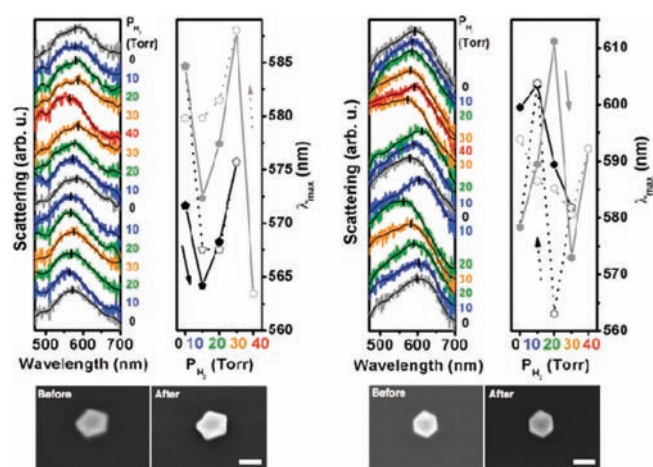 Scattering (arb. u.)
P_H₂
(Torr)
0
10
20
30
40
30
20
10
0
10
20
30
20
10
0
500 600 700
Wavelength (nm)
585
580
575
570
565
560
λmax (nm)
0 10 20 30 40
P_H₂ (Torr)
Before
After
Scattering (arb. u.)
P_H₂
(Torr)
0
10
20
30
40
30
20
10
0
10
20
30
20
10
0
500 600 700
Wavelength (nm)
610
600
590
580
570
560
λmax (nm)
0 10 20 30 40
P_H₂ (Torr)
Before
After